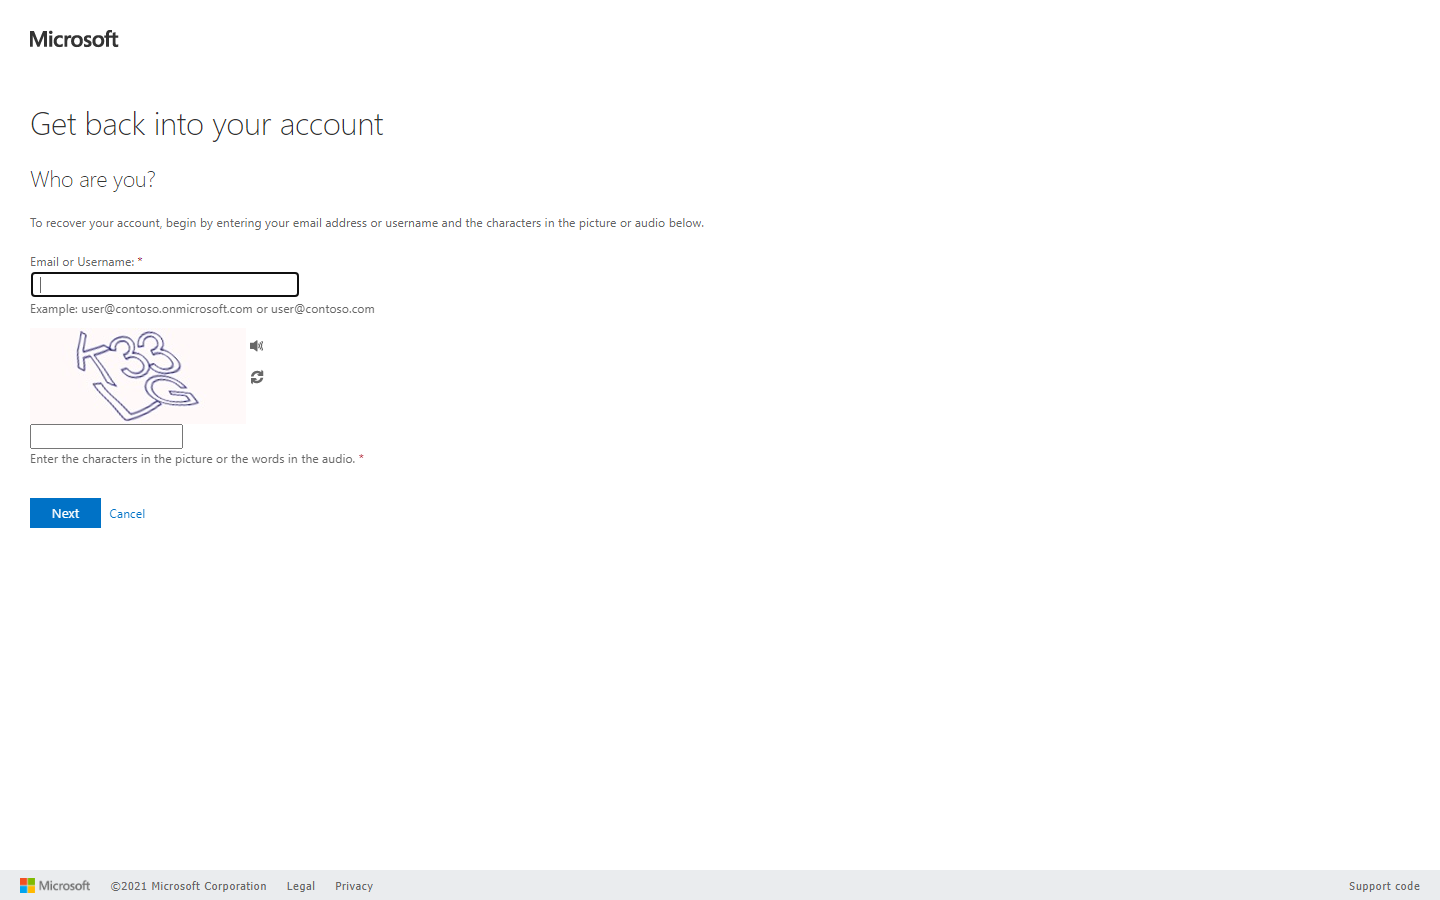 Microsoft
Get back into your account
Who are you?
To recover your account, begin by entering your email address or username and the characters in the picture or audio below.
Email or Username: *
Example: user@contoso.onmicrosoft.com or user@contoso.com
Enter the characters in the picture or the words in the audio. *
Next Cancel
Microsoft ©2021 Microsoft Corporation Legal Privacy Support code